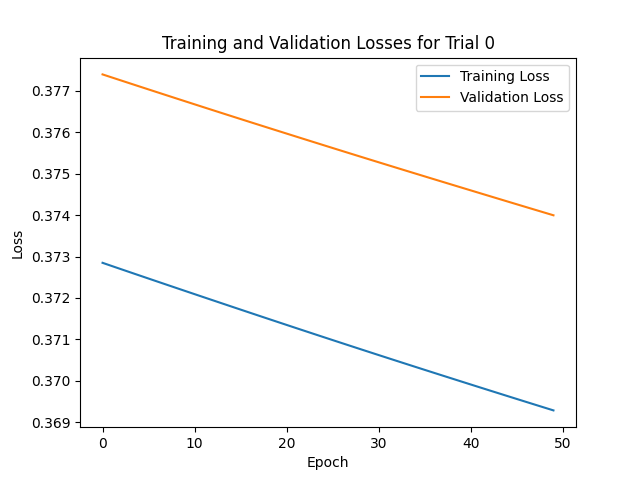 Training and Validation Losses for Trial 0
Training Loss
Validation Loss
0.377
0.376
0.375
0.374
0.373
0.372
0.371
0.370
0.369
Loss
0 10 20 30 40 50
Epoch